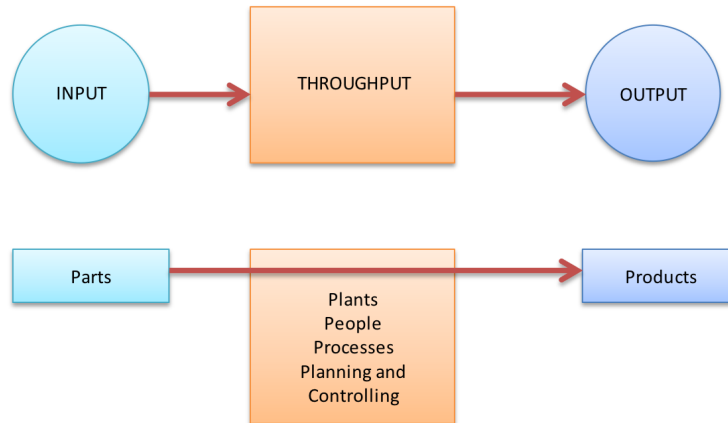 INPUT
THROUGHPUT
OUTPUT
Parts
Products
Plants
People
Processes
Planning and
Controlling